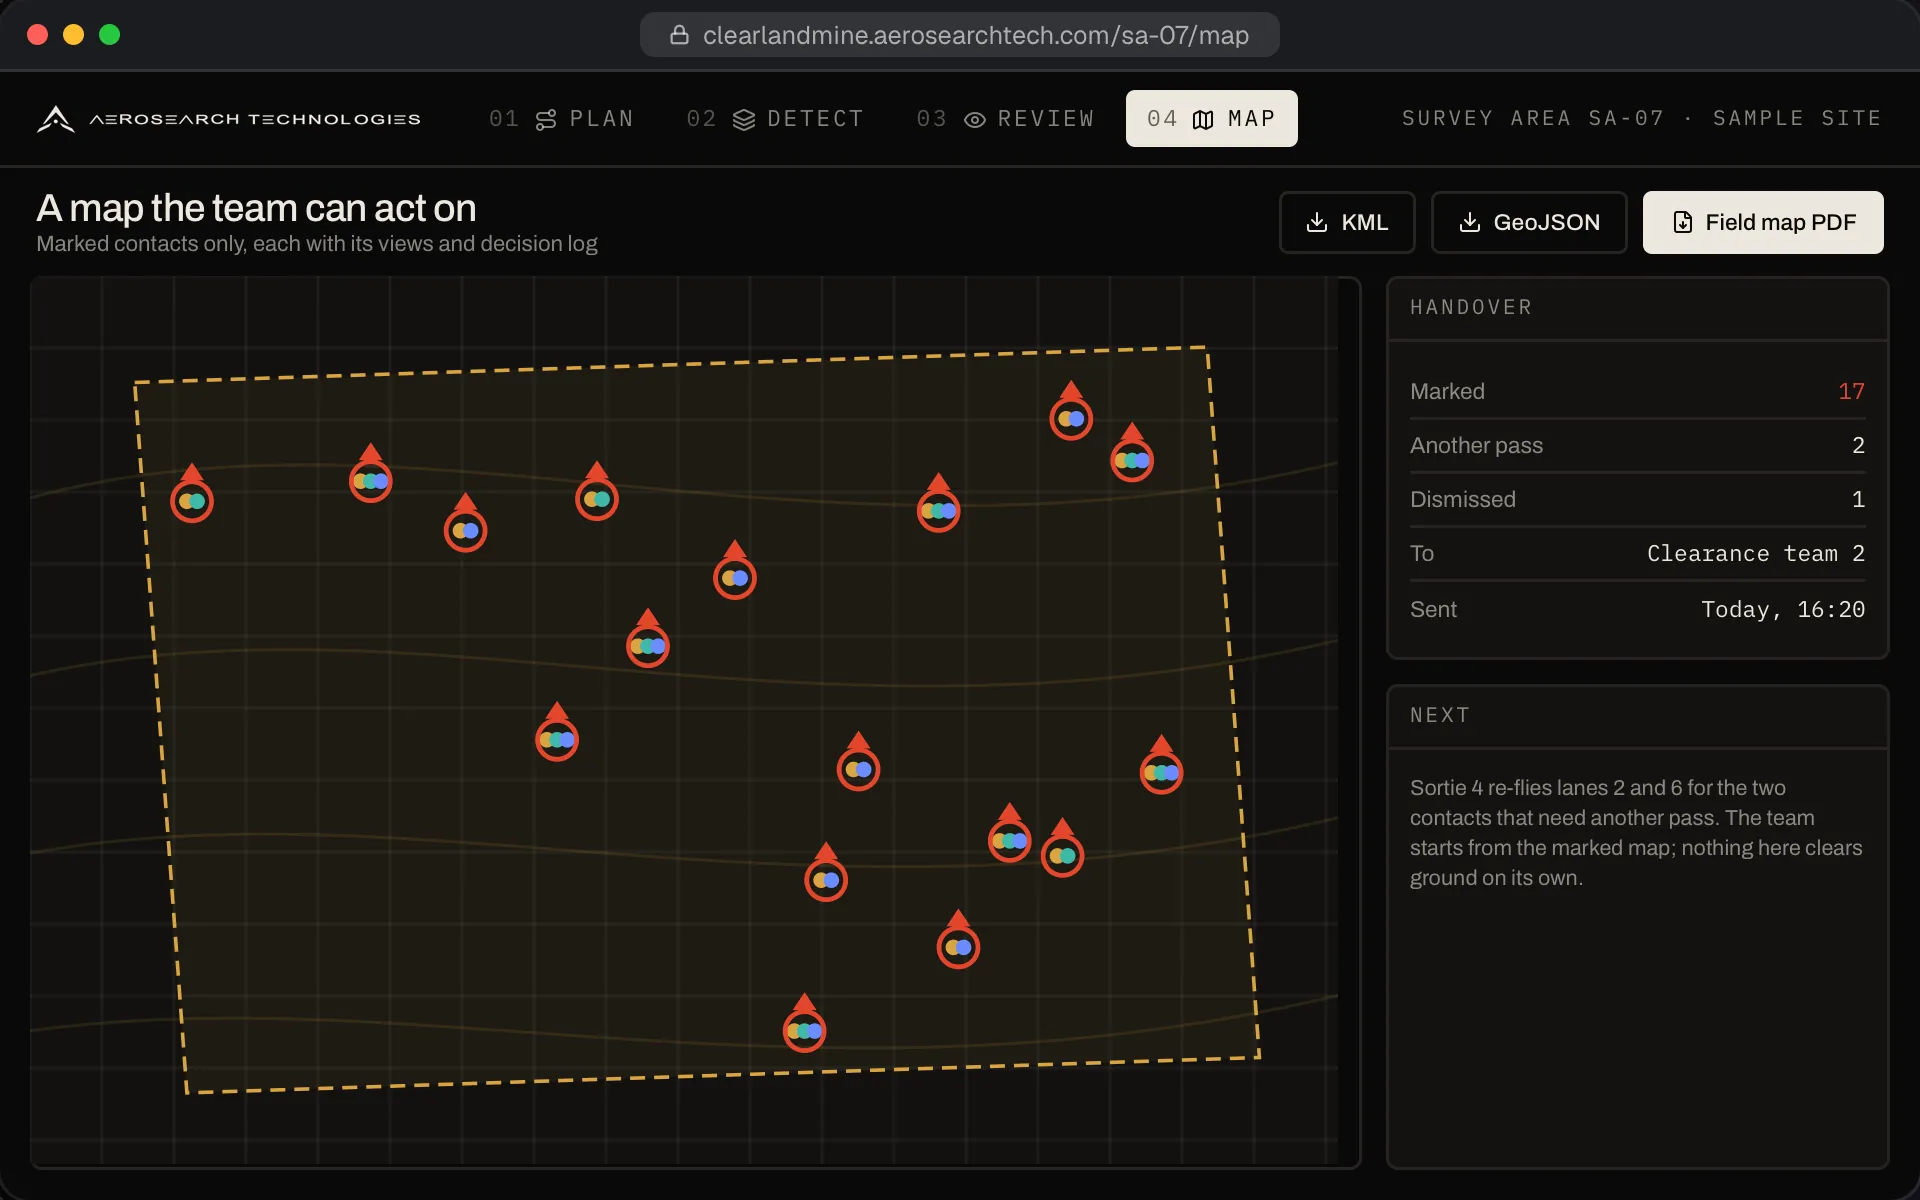 clearlandmine.aerosearchtech.com/sa-07/map
AEROSEARCH TECHNOLOGIES
01 PLAN
02 DETECT
03 REVIEW
04 MAP
SURVEY AREA SA-07 · SAMPLE SITE
A map the team can act on
Marked contacts only, each with its views and decision log
KML
GeoJSON
Field map PDF
HANDOVER
Marked 17
Another pass 2
Dismissed 1
To Clearance team 2
Sent Today, 16:20
NEXT
Sortie 4 re-flies lanes 2 and 6 for the two
contacts that need another pass. The team
starts from the marked map; nothing here clears
ground on its own.